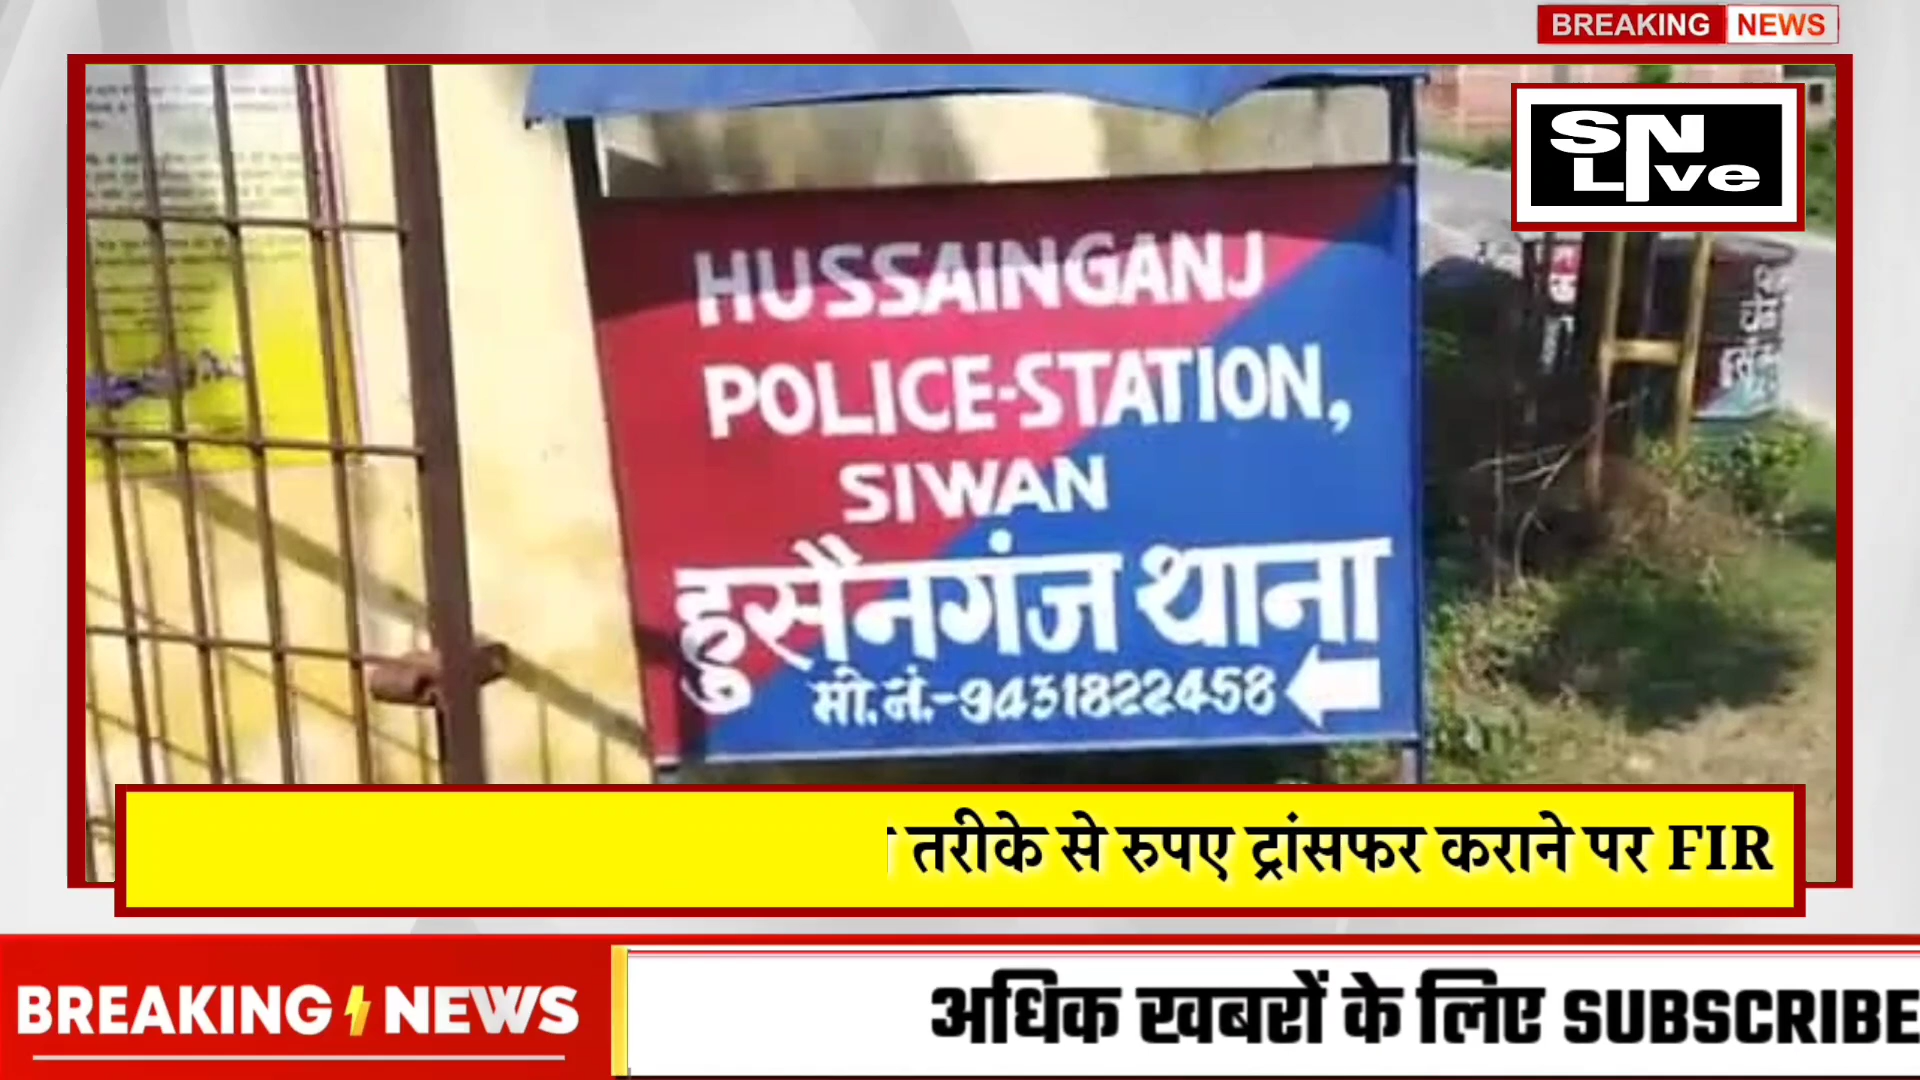 BREAKING NEWS
SN
LIve
HUSSAINGANJ
POLICE-STATION,
SIWAN
हुसैनगंज थाना
मो.नं.-9431822458
तरीके से रुपए ट्रांसफर कराने पर FIR
BREAKING NEWS
अधिक खबरों के लिए SUBSCRIBE